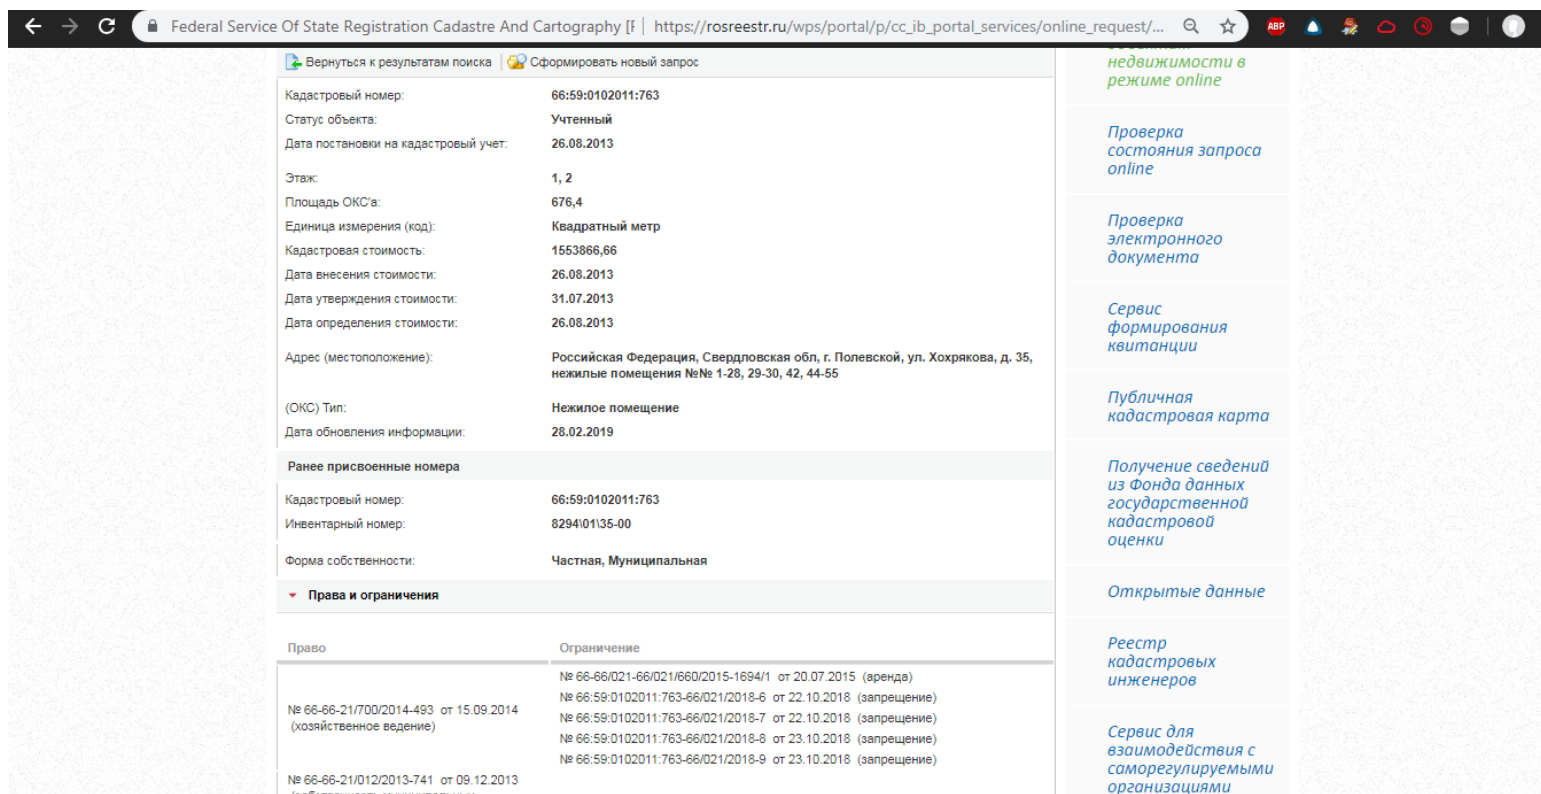 Federal Service Of State Registration Cadastre And Cartography [F | https://rosreestr.ru/wps/portal/p/cc_ib_portal_services/online_request/...
ABP
Вернуться к результатам поиска
Сформировать новый запрос
Кадастровый номер: 66:59:0102011:763
Статус объекта: Учтенный
Дата постановки на кадастровый учет: 26.08.2013
Этаж: 1, 2
Площадь ОКС'а: 676,4
Единица измерения (код): Квадратный метр
Кадастровая стоимость: 1553866,66
Дата внесения стоимости: 26.08.2013
Дата утверждения стоимости: 31.07.2013
Дата определения стоимости: 26.08.2013
Адрес (местоположение): Российская Федерация, Свердловская обл, г. Полевской, ул. Хохрякова, д. 35,
нежилые помещения №№ 1-28, 29-30, 42, 44-55
(ОКС) Тип: Нежилое помещение
Дата обновления информации: 28.02.2019
Ранее присвоенные номера
Кадастровый номер: 66:59:0102011:763
Инвентарный номер: 8294\01\35-00
Форма собственности: Частная, Муниципальная
Права и ограничения
Право Ограничение
№ 66-66-21/700/2014-493 от 15.09.2014
(хозяйственное ведение)
№ 66-66/021-66/021/660/2015-1694/1 от 20.07.2015 (аренда)
№ 66:59:0102011:763-66/021/2018-6 от 22.10.2018 (запрещение)
№ 66:59:0102011:763-66/021/2018-7 от 22.10.2018 (запрещение)
№ 66:59:0102011:763-66/021/2018-8 от 23.10.2018 (запрещение)
№ 66:59:0102011:763-66/021/2018-9 от 23.10.2018 (запрещение)
№ 66-66-21/012/2013-741 от 09.12.2013
недвижимости в
режиме online
Проверка
состояния запроса
online
Проверка
электронного
документа
Сервис
формирования
квитанции
Публичная
кадастровая карта
Получение сведений
из Фонда данных
государственной
кадастровой
оценки
Открытые данные
Реестр
кадастровых
инженеров
Сервис для
взаимодействия с
саморегулируемыми
организациями